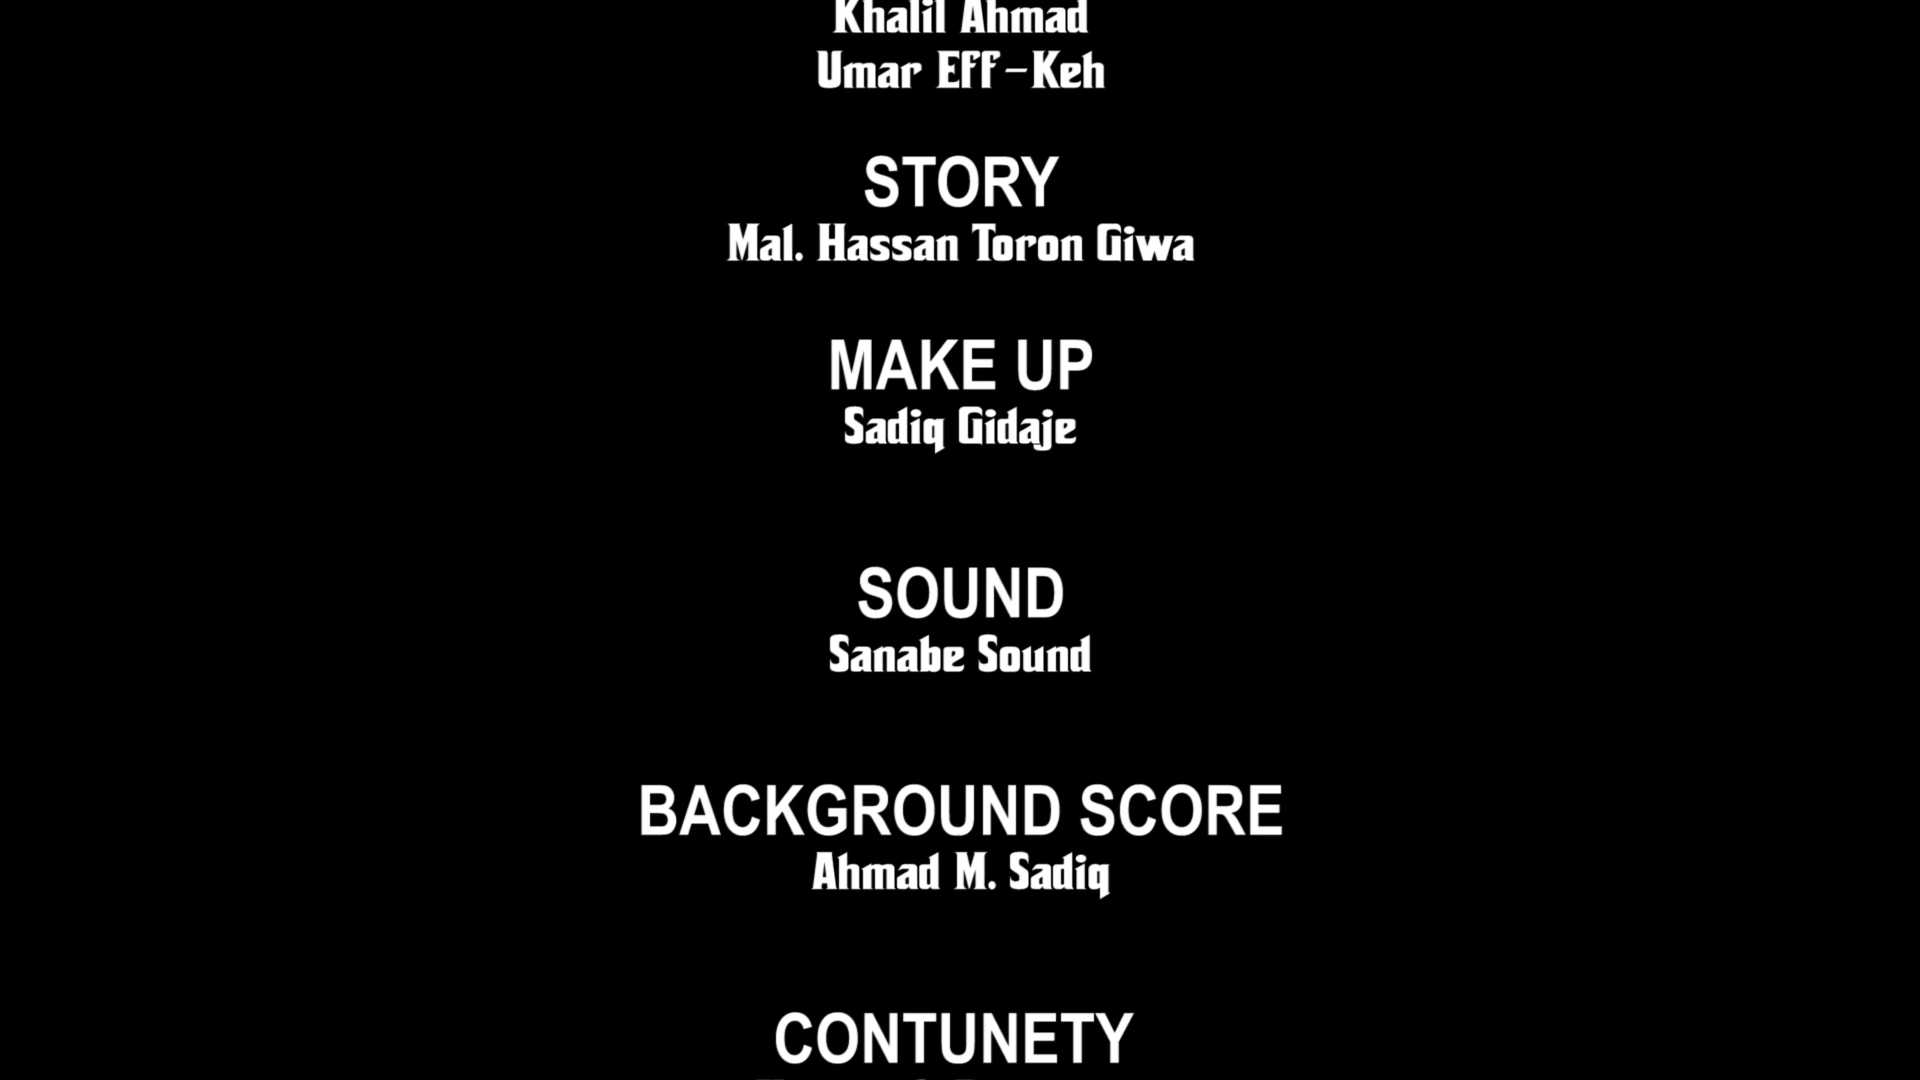 Khalil Ahmad
Umar Eff-Keh
STORY
Mal. Hassan Toron Giwa
MAKE UP
Sadiq Gidaje
SOUND
Sanabe Sound
BACKGROUND SCORE
Ahmad M. Sadiq
CONTUNETY